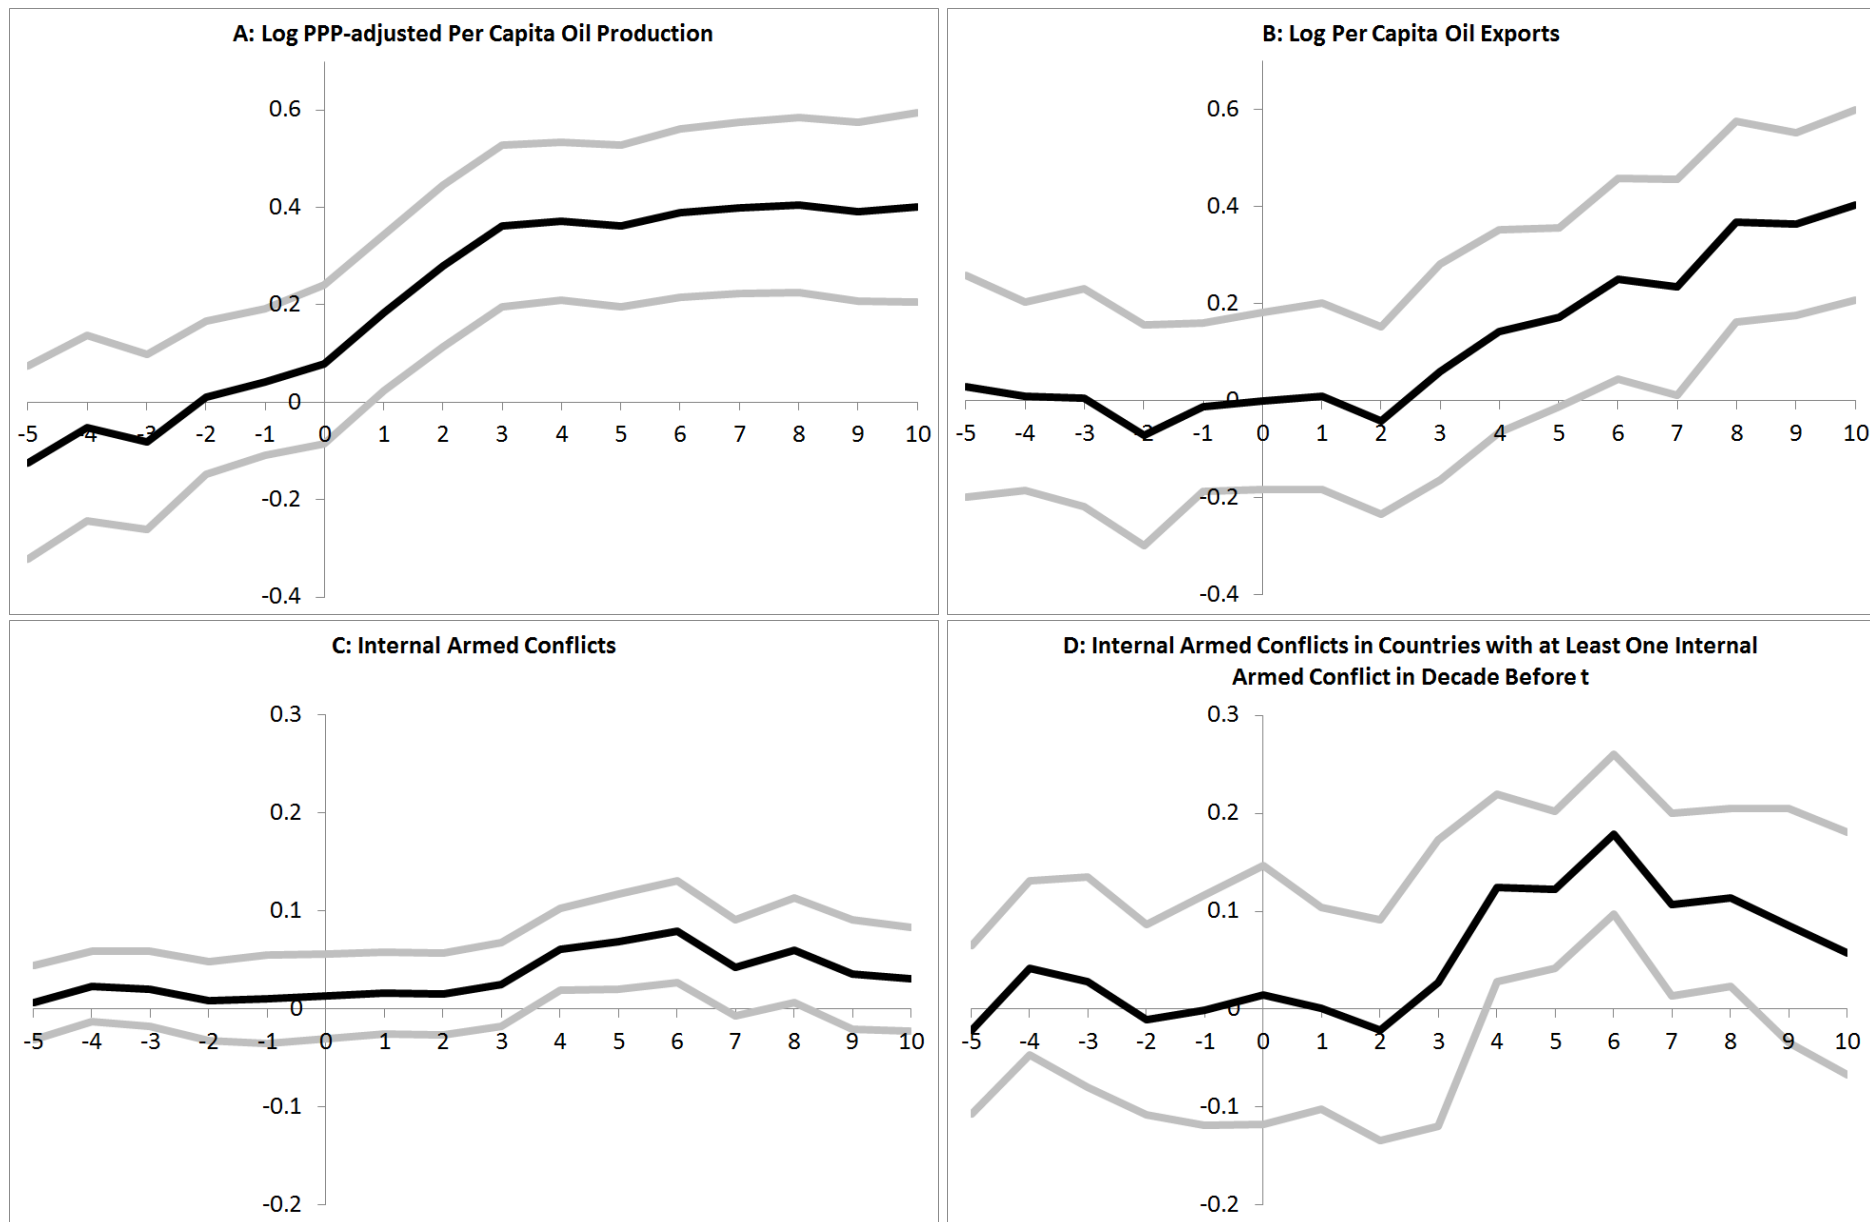 A: Log PPP-adjusted Per Capita Oil Production
0.6
0.4
0.2
0
-5 -4 -3 -2 -1 0 1 2 3 4 5 6 7 8 9 10
-0.2
-0.4
B: Log Per Capita Oil Exports
0.6
0.4
0.2
0
-5 -4 -3 -2 -1 0 1 2 3 4 5 6 7 8 9 10
-0.2
-0.4
C: Internal Armed Conflicts
0.3
0.2
0.1
0
-5 -4 -3 -2 -1 0 1 2 3 4 5 6 7 8 9 10
-0.1
-0.2
D: Internal Armed Conflicts in Countries with at Least One Internal
Armed Conflict in Decade Before t
0.3
0.2
0.1
0
-5 -4 -3 -2 -1 0 1 2 3 4 5 6 7 8 9 10
-0.1
-0.2